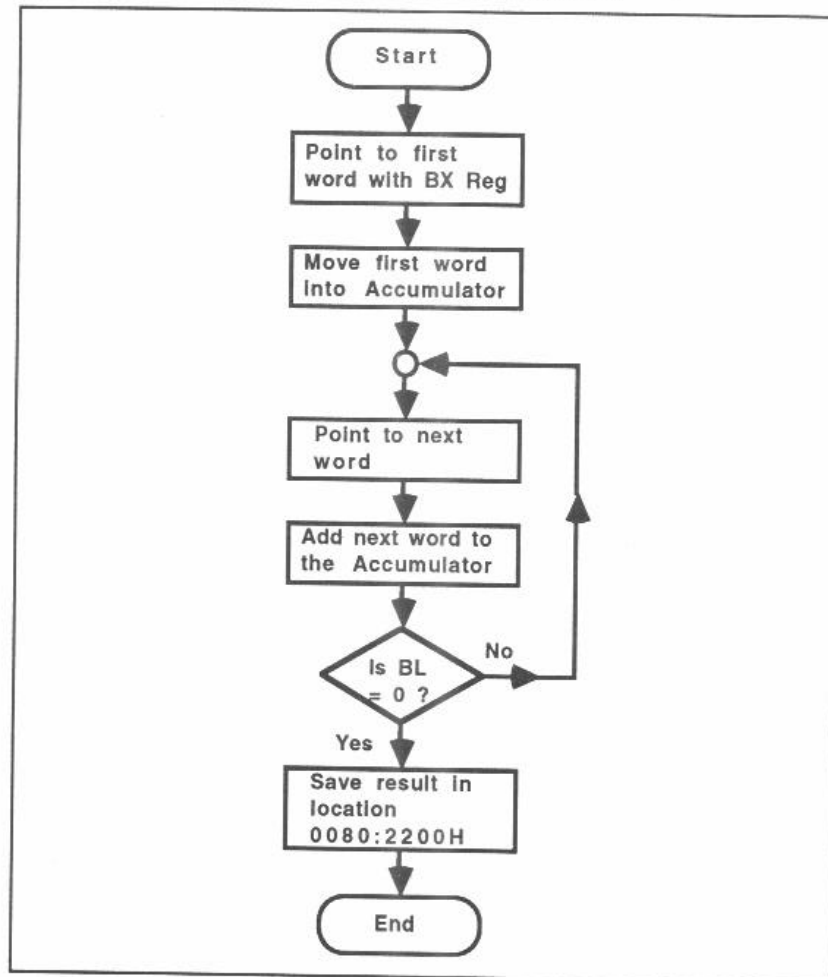 Start
Point to first
word with BX Reg
Move first word
into Accumulator
Point to next
word
Add next word to
the Accumulator
Is BL
= 0 ?
No
Yes
Save result in
location
0080:2200H
End